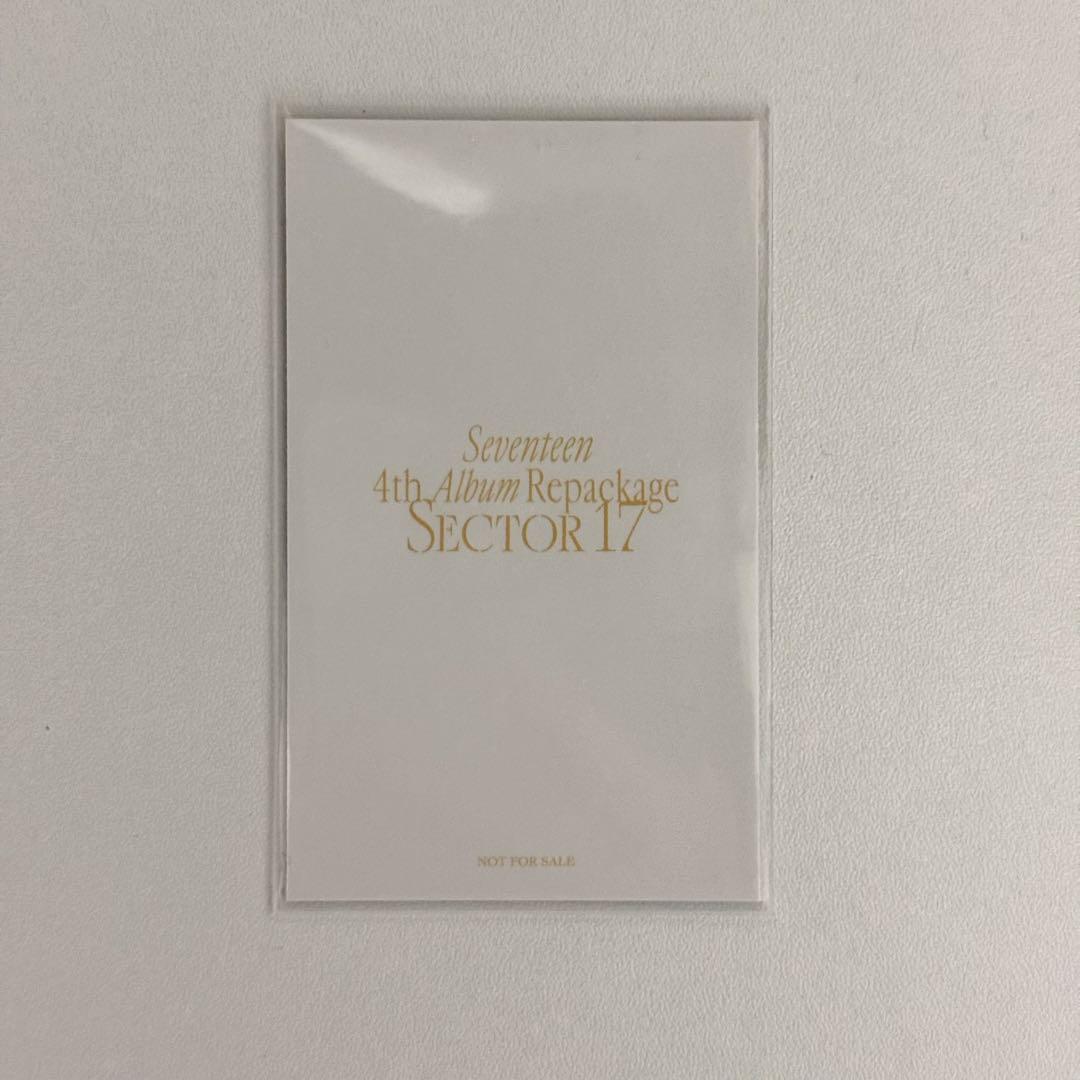 Seventeen
4th Album Repackage
SECTOR 17
NOT FOR SALE